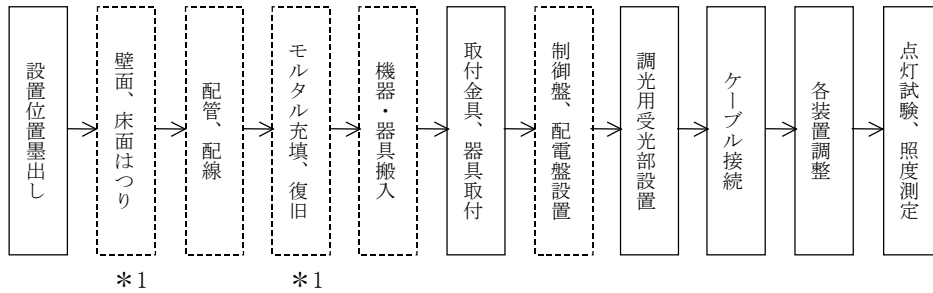 設置位置墨出し
壁面、床面はつり
配管、配線
モルタル充填、復旧
機器・器具搬入
取付金具、器具取付
制御盤、配電盤設置
調光用受光部設置
ケーブル接続
各装置調整
点灯試験、照度測定
＊1
＊1